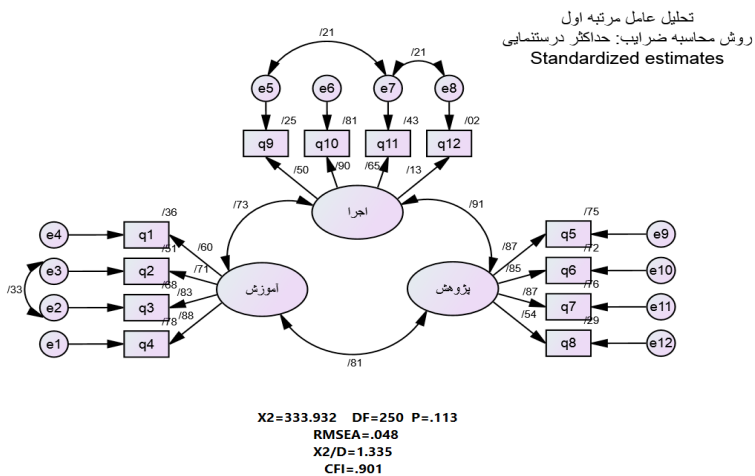 تحلیل عامل مرتبه اول
روش محاسبه ضرایب: حداکثر درستنمایی
Standardized estimates
/21
/21
e5
e6
e7
e8
/25
/81
/43
/02
q9
q10
q11
q12
/50
/90
/65
/13
اجرا
/73
/91
/36
/75
e4
q1
/60
/87
q5
e9
/51
/72
e3
q2
/71
/85
q6
e10
/33
آموزش
پژوهش
/68
/76
e2
q3
/83
/87
q7
e11
/78
/29
e1
q4
/88
/54
q8
e12
/81
X2=333.932 DF=250 P=.113
RMSEA=.048
X2/D=1.335
CFI=.901